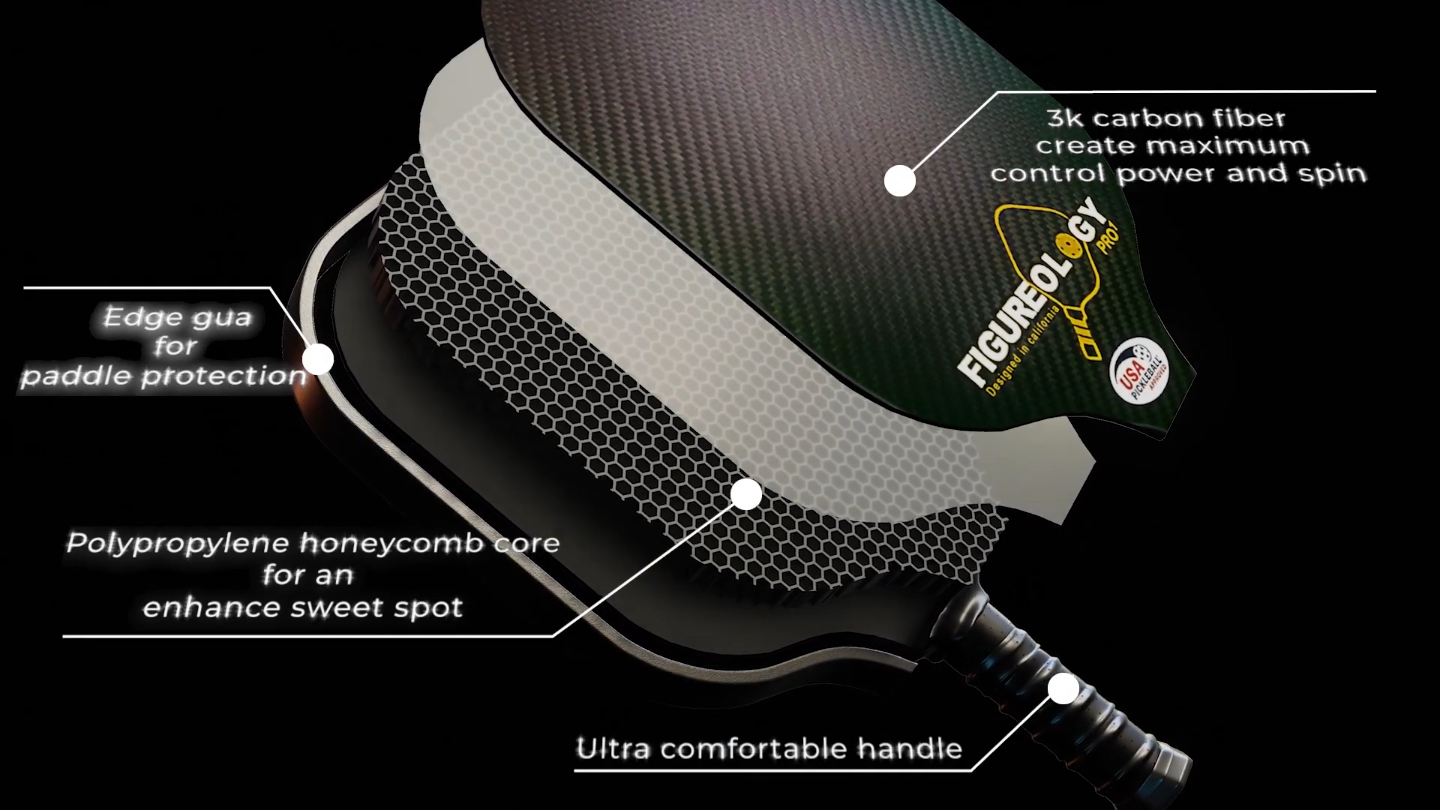 3k carbon fiber
create maximum
control power and spin
FIGUREOLOGY
PRO1
Designed in california
USA
PICKLEBALL
APPROVED
Edge gua
for
paddle protection
Polypropylene honeycomb core
for an
enhance sweet spot
Ultra comfortable handle